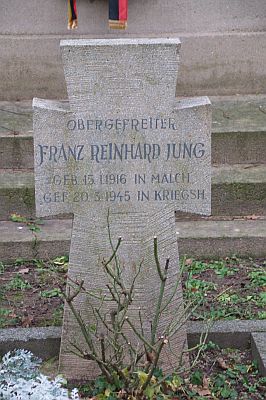 OBERGEFREITER
FRANZ REINHARD JUNG
GEB 13.1.1916 IN MALCH
GEF 20.3.1945 IN KRIEGSH